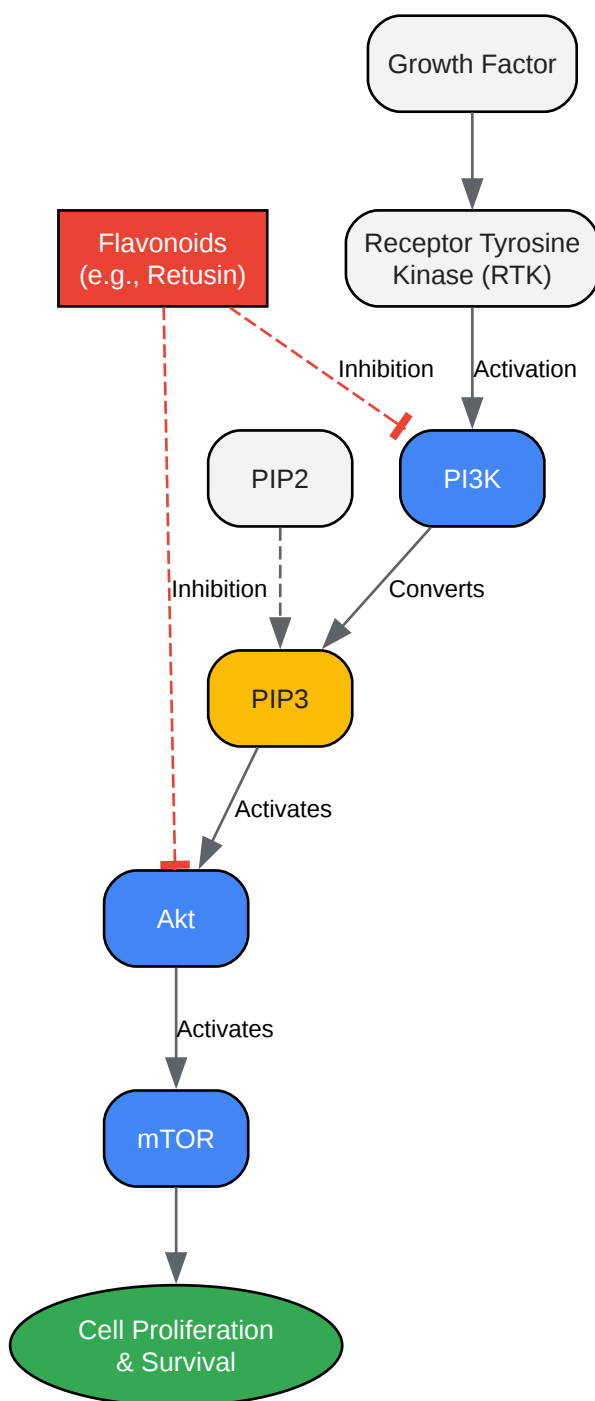 Growth Factor
Flavonoids
(e.g., Retusin)
Receptor Tyrosine
Kinase (RTK)
Inhibition
Activation
PIP2
PI3K
Inhibition
Converts
PIP3
Activates
Akt
Activates
mTOR
Cell Proliferation
& Survival